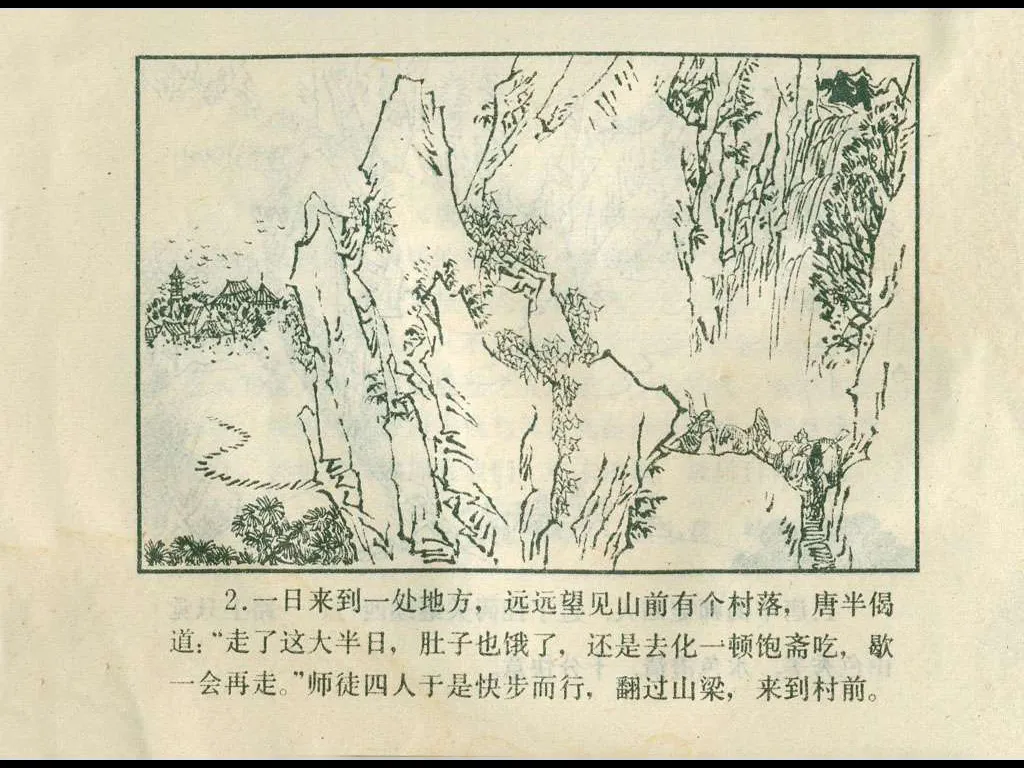 2.一日来到一处地方，远远望见山前有个村落，唐半偈
道：“走了这大半日，肚子也饿了，还是去化一顿饱斋吃，歇
一会再走。”师徒四人于是快步而行，翻过山梁，来到村前。